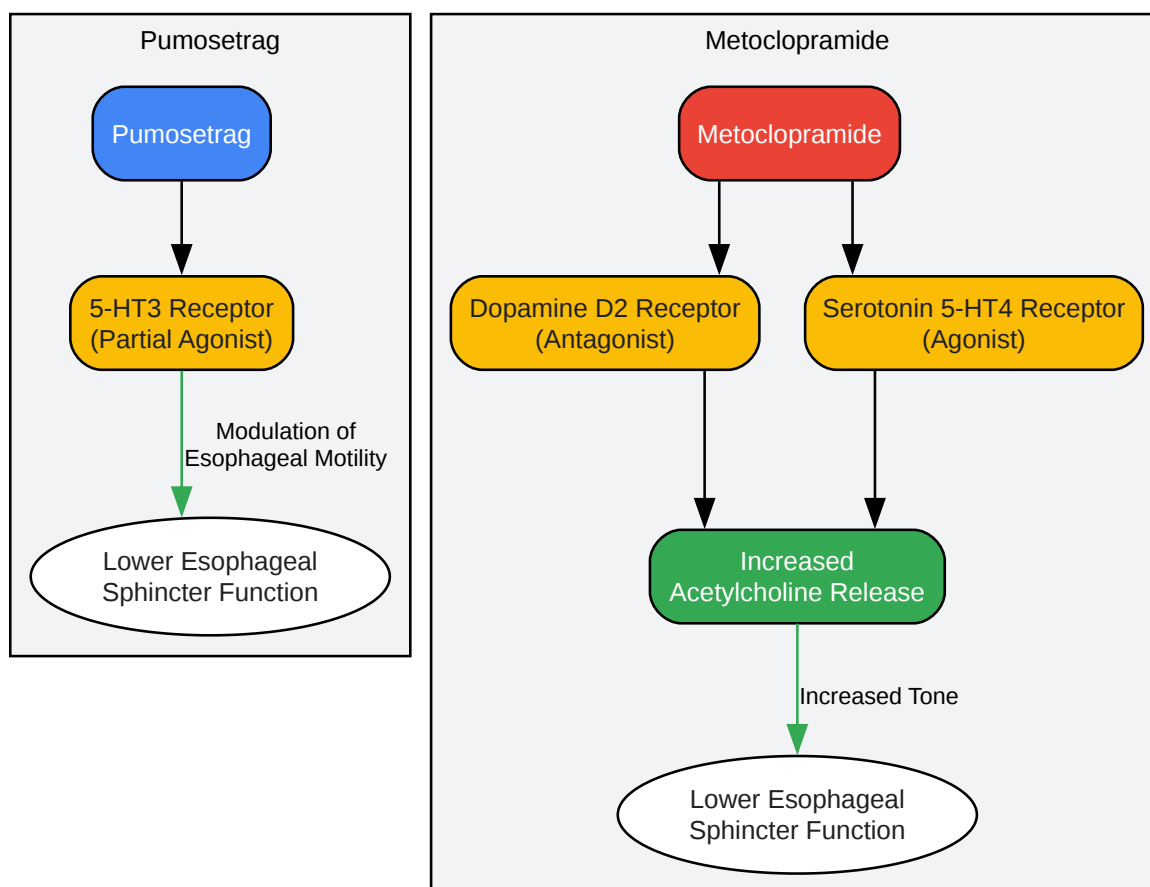 Pumosetrag
Pumosetrag
5-HT3 Receptor
(Partial Agonist)
Modulation of
Esophageal Motility
Lower Esophageal
Sphincter Function
Metoclopramide
Metoclopramide
Dopamine D2 Receptor
(Antagonist)
Serotonin 5-HT4 Receptor
(Agonist)
Increased
Acetylcholine Release
Increased Tone
Lower Esophageal
Sphincter Function